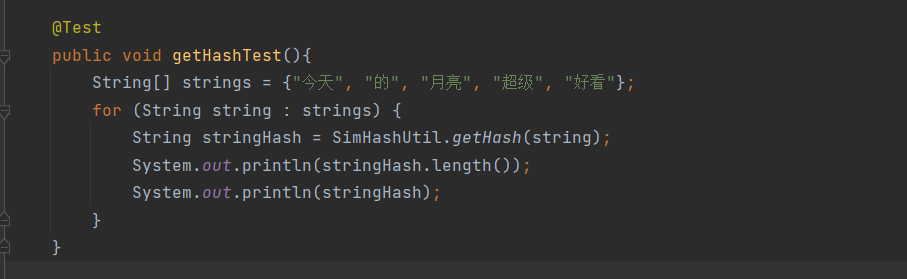 @Test
public void getHashTest(){
    String[] strings = {"今天", "的", "月亮", "超级", "好看"};
    for (String string : strings) {
        String stringHash = SimHashUtil.getHash(string);
        System.out.println(stringHash.length());
        System.out.println(stringHash);
    }
}